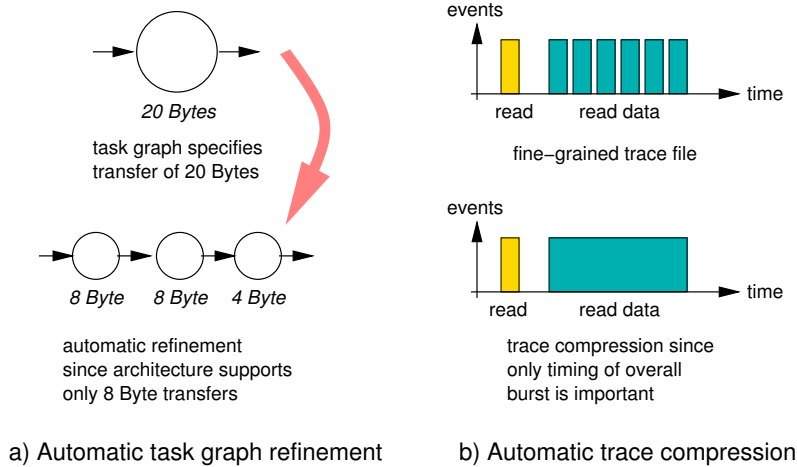 20 Bytes
task graph specifies
transfer of 20 Bytes
8 Byte 8 Byte 4 Byte
automatic refinement
since architecture supports
only 8 Byte transfers
a) Automatic task graph refinement
events
time
read read data
fine−grained trace file
events
time
read read data
trace compression since
only timing of overall
burst is important
b) Automatic trace compression